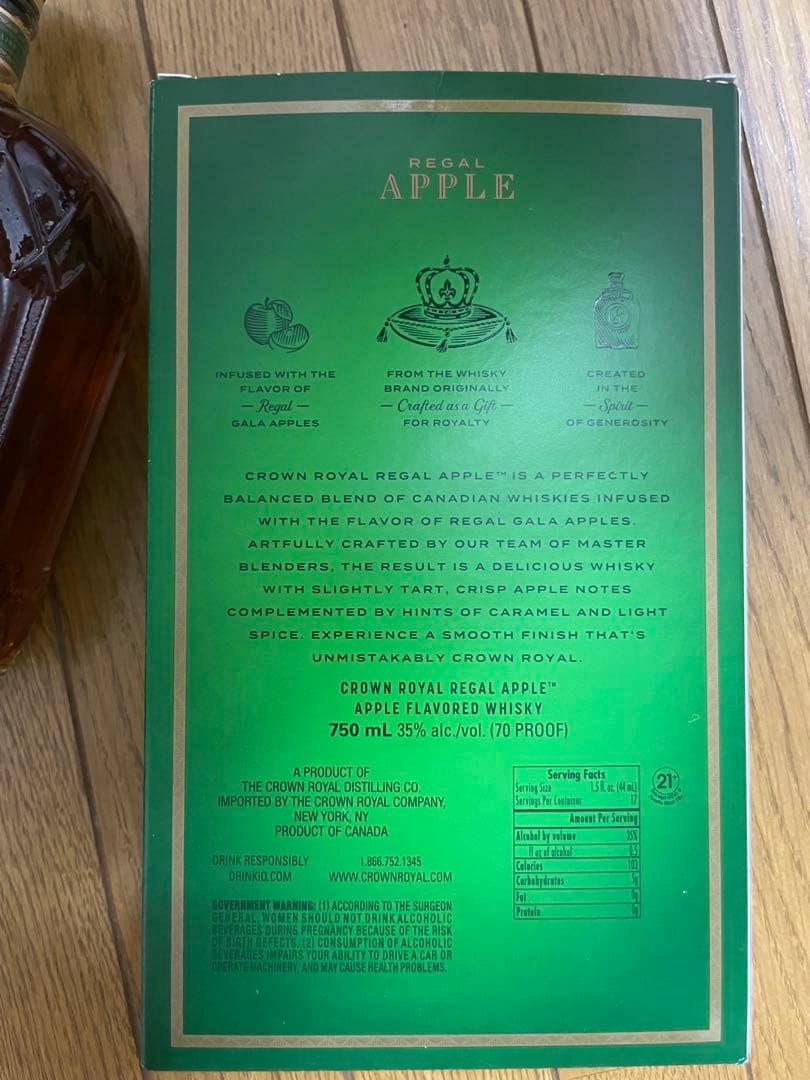 REGAL
APPLE
INFUSED WITH THE
FLAVOR OF
— Regal —
GALA APPLES
FROM THE WHISKY
BRAND ORIGINALLY
— Crafted as a Gift —
FOR ROYALTY
CREATED
IN THE
— Spirit —
OF GENEROSITY
CROWN ROYAL REGAL APPLE™ IS A PERFECTLY
BALANCED BLEND OF CANADIAN WHISKIES INFUSED
WITH THE FLAVOR OF REGAL GALA APPLES.
ARTFULLY CRAFTED BY OUR TEAM OF MASTER
BLENDERS, THE RESULT IS A DELICIOUS WHISKY
WITH SLIGHTLY TART, CRISP APPLE NOTES
COMPLEMENTED BY HINTS OF CARAMEL AND LIGHT
SPICE. EXPERIENCE A SMOOTH FINISH THAT'S
UNMISTAKABLY CROWN ROYAL.
CROWN ROYAL REGAL APPLE™
APPLE FLAVORED WHISKY
750 mL 35% alc./vol. (70 PROOF)
A PRODUCT OF
THE CROWN ROYAL DISTILLING CO.
IMPORTED BY THE CROWN ROYAL COMPANY,
NEW YORK, NY
PRODUCT OF CANADA
DRINK RESPONSIBLY 1.866.752.1345
DRINKiQ.COM WWW.CROWNROYAL.COM
GOVERNMENT WARNING: (1) ACCORDING TO THE SURGEON
GENERAL, WOMEN SHOULD NOT DRINK ALCOHOLIC
BEVERAGES DURING PREGNANCY BECAUSE OF THE RISK
OF BIRTH DEFECTS. (2) CONSUMPTION OF ALCOHOLIC
BEVERAGES IMPAIRS YOUR ABILITY TO DRIVE A CAR OR
OPERATE MACHINERY, AND MAY CAUSE HEALTH PROBLEMS.
Serving Facts
Serving Size 1.5 fl. oz. (44 mL)
Servings Per Container 17
Amount Per Serving
Alcohol by volume 35%
fl oz of alcohol 0.5
Calories 103
Carbohydrates 5g
Fat 0g
Protein 0g
21+